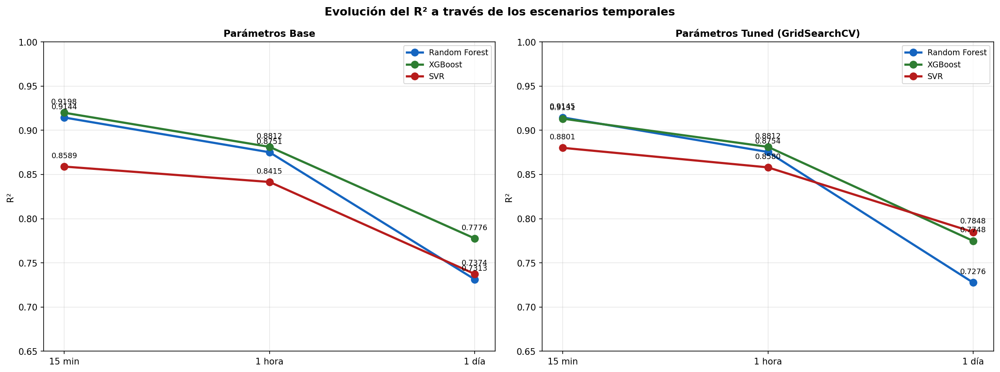 Evolución del R² a través de los escenarios temporales
Parámetros Base
R²
1.00
0.95
0.90
0.85
0.80
0.75
0.70
0.65
Random Forest
XGBoost
SVR
0.9198
0.9144
0.8589
0.8812
0.8751
0.8415
0.7776
0.7374
0.7313
15 min
1 hora
1 día
Parámetros Tuned (GridSearchCV)
R²
1.00
0.95
0.90
0.85
0.80
0.75
0.70
0.65
Random Forest
XGBoost
SVR
0.9145
0.9131
0.8801
0.8812
0.8754
0.8580
0.7848
0.7748
0.7276
15 min
1 hora
1 día